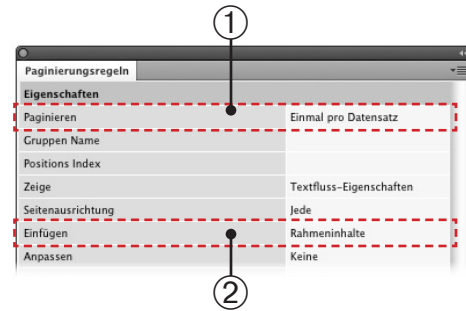 ①
Paginierungsregeln
Eigenschaften
Paginieren Einmal pro Datensatz
Gruppen Name
Positions Index
Zeige Textfluss-Eigenschaften
Seitenausrichtung Jede
Einfügen Rahmeninhalte
Anpassen Keine
②